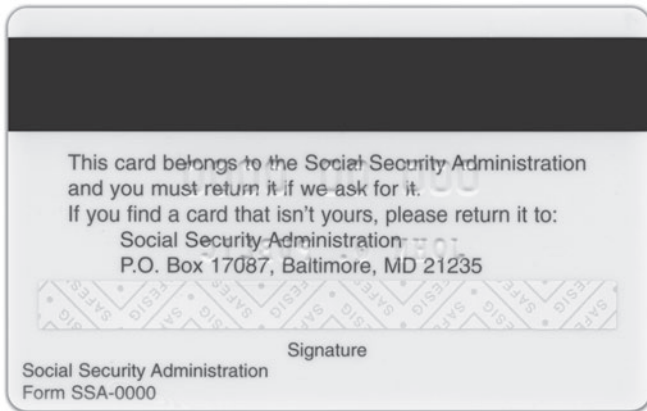 This card belongs to the Social Security Administration
and you must return it if we ask for it.
If you find a card that isn't yours, please return it to:
Social Security Administration
P.O. Box 17087, Baltimore, MD 21235
Signature
Social Security Administration
Form SSA-0000